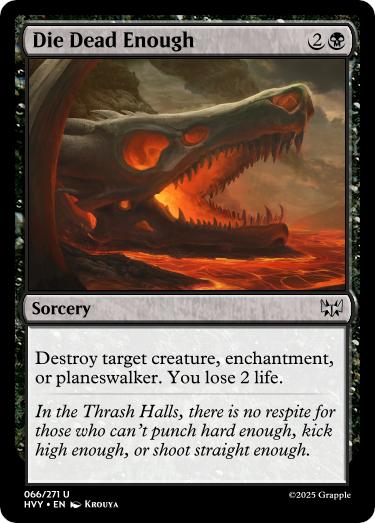 Die Dead Enough 2
Sorcery
Destroy target creature, enchantment,
or planeswalker. You lose 2 life.
In the Thrash Halls, there is no respite for
those who can't punch hard enough, kick
high enough, or shoot straight enough.
066/271 U
HVY • EN Krouya
©2025 Grapple